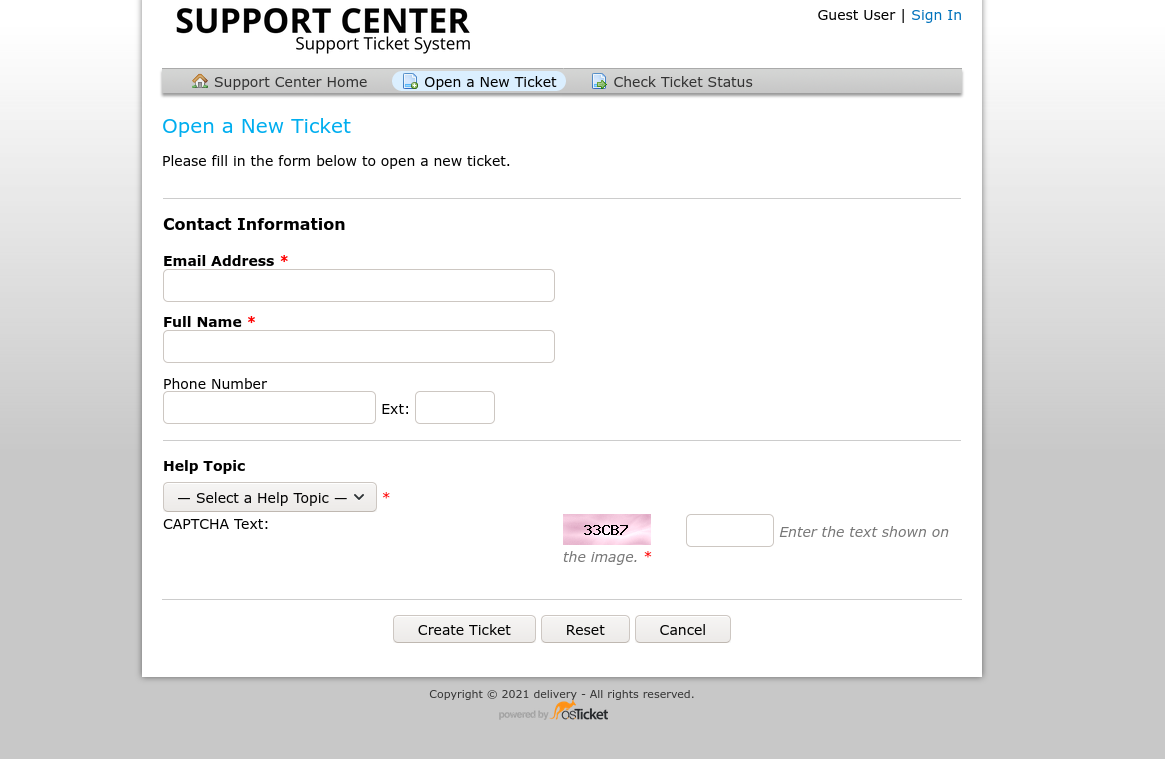 SUPPORT CENTER
Support Ticket System
Guest User | Sign In
Support Center Home Open a New Ticket Check Ticket Status
Open a New Ticket
Please fill in the form below to open a new ticket.
Contact Information
Email Address *
Full Name *
Phone Number
Ext:
Help Topic
— Select a Help Topic — *
CAPTCHA Text:
33CB7 Enter the text shown on
the image. *
Create Ticket Reset Cancel
Copyright © 2021 delivery - All rights reserved.
powered by osTicket